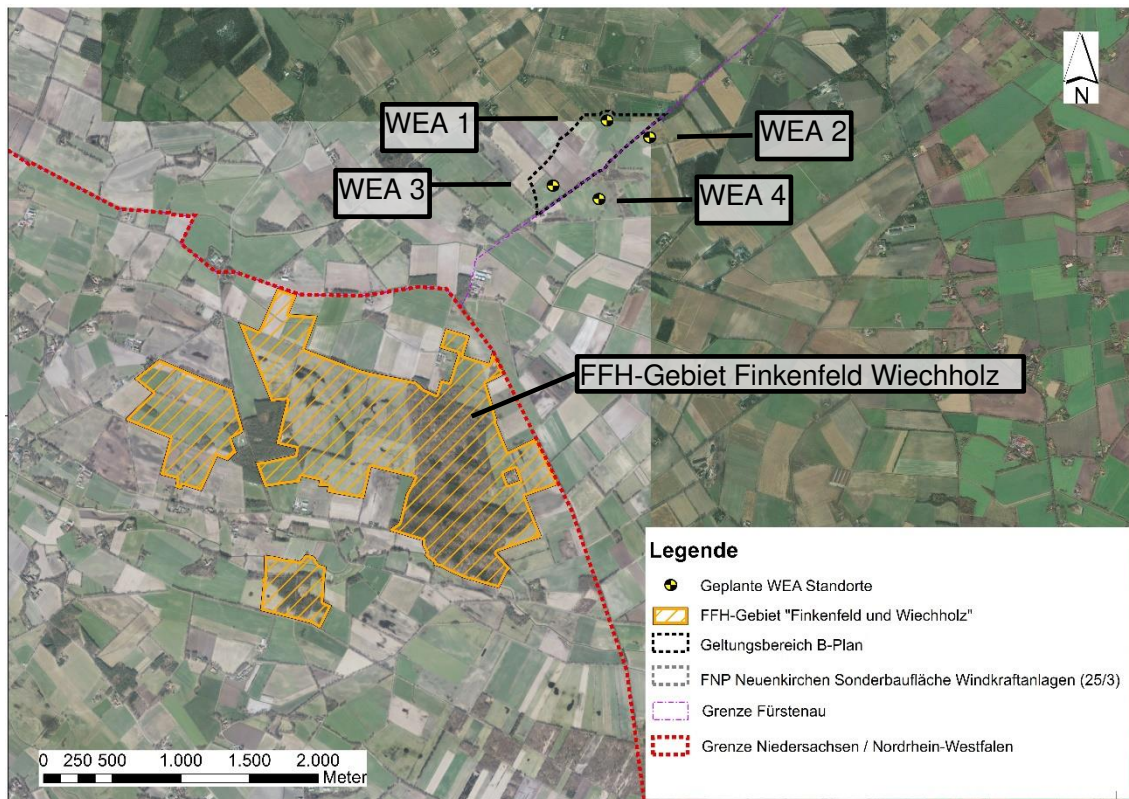 N
WEA 1
WEA 2
WEA 3
WEA 4
FFH-Gebiet Finkenfeld Wiechholz
Legende
Geplante WEA Standorte
FFH-Gebiet "Finkenfeld und Wiechholz"
Geltungsbereich B-Plan
FNP Neuenkirchen Sonderbaufläche Windkraftanlagen (25/3)
Grenze Fürstenau
Grenze Niedersachsen / Nordrhein-Westfalen
0 250 500 1.000 1.500 2.000
Meter